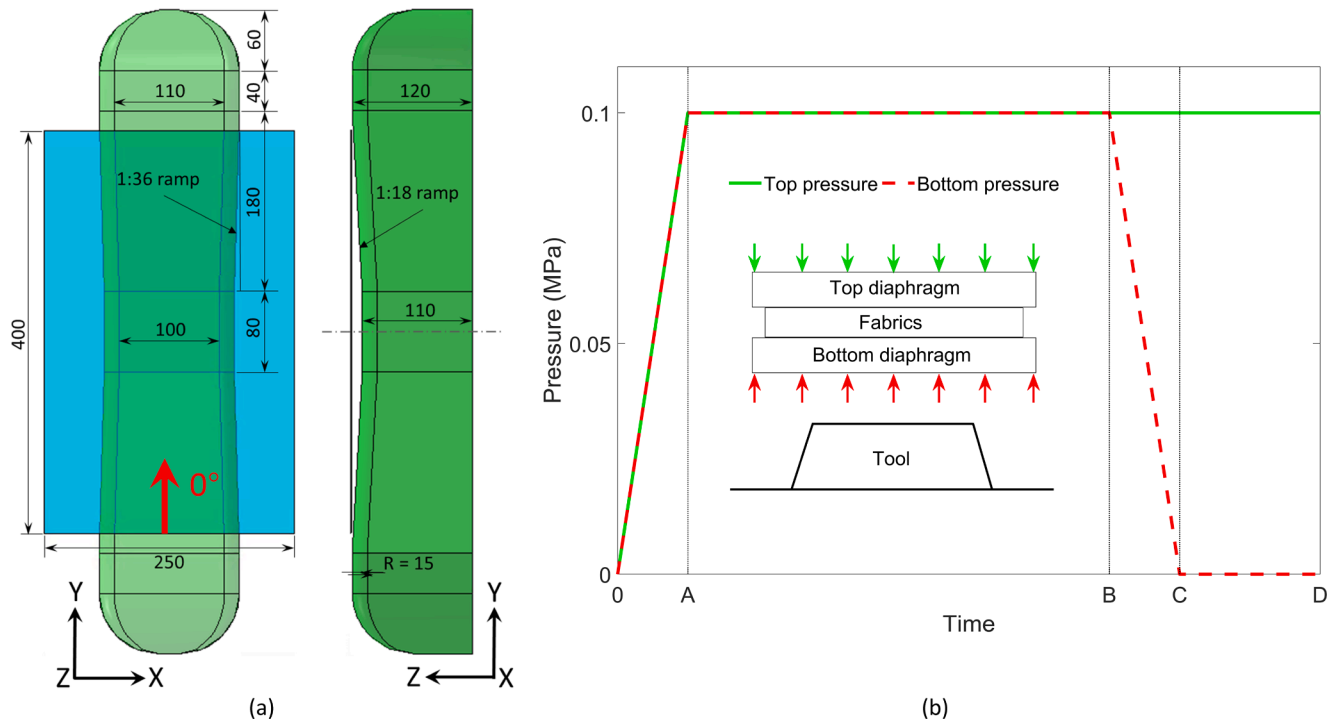 60
40
110
120
1:36 ramp
1:18 ramp
180
400
100
110
80
0°
250
R = 15
Y
Z
X
Y
Z
X
(a)
0.1
0.05
0
Pressure (MPa)
Top pressure
Bottom pressure
Top diaphragm
Fabrics
Bottom diaphragm
Tool
0
A
B
C
D
Time
(b)